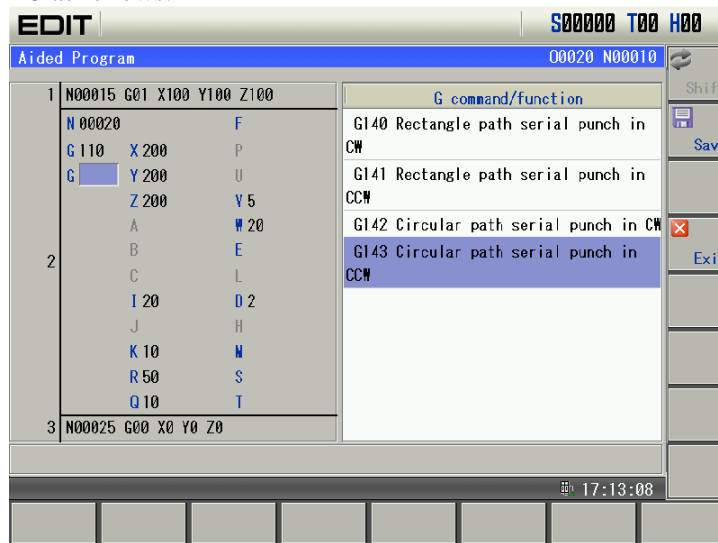 EDIT S00000 T00 H00
Aided Program O0020 N00010
1 N00015 G01 X100 Y100 Z100
N 00020 F
G 110 X 200 P
G Y 200 U
Z 200 V 5
A W 20
2 B E
C L
I 20 D 2
J H
K 10 M
R 50 S
Q 10 T
3 N00025 G00 X0 Y0 Z0
G command/function
G140 Rectangle path serial punch in
CW
G141 Rectangle path serial punch in
CCW
G142 Circular path serial punch in CW
G143 Circular path serial punch in
CCW
Shif
Sav
Exi
17:13:08